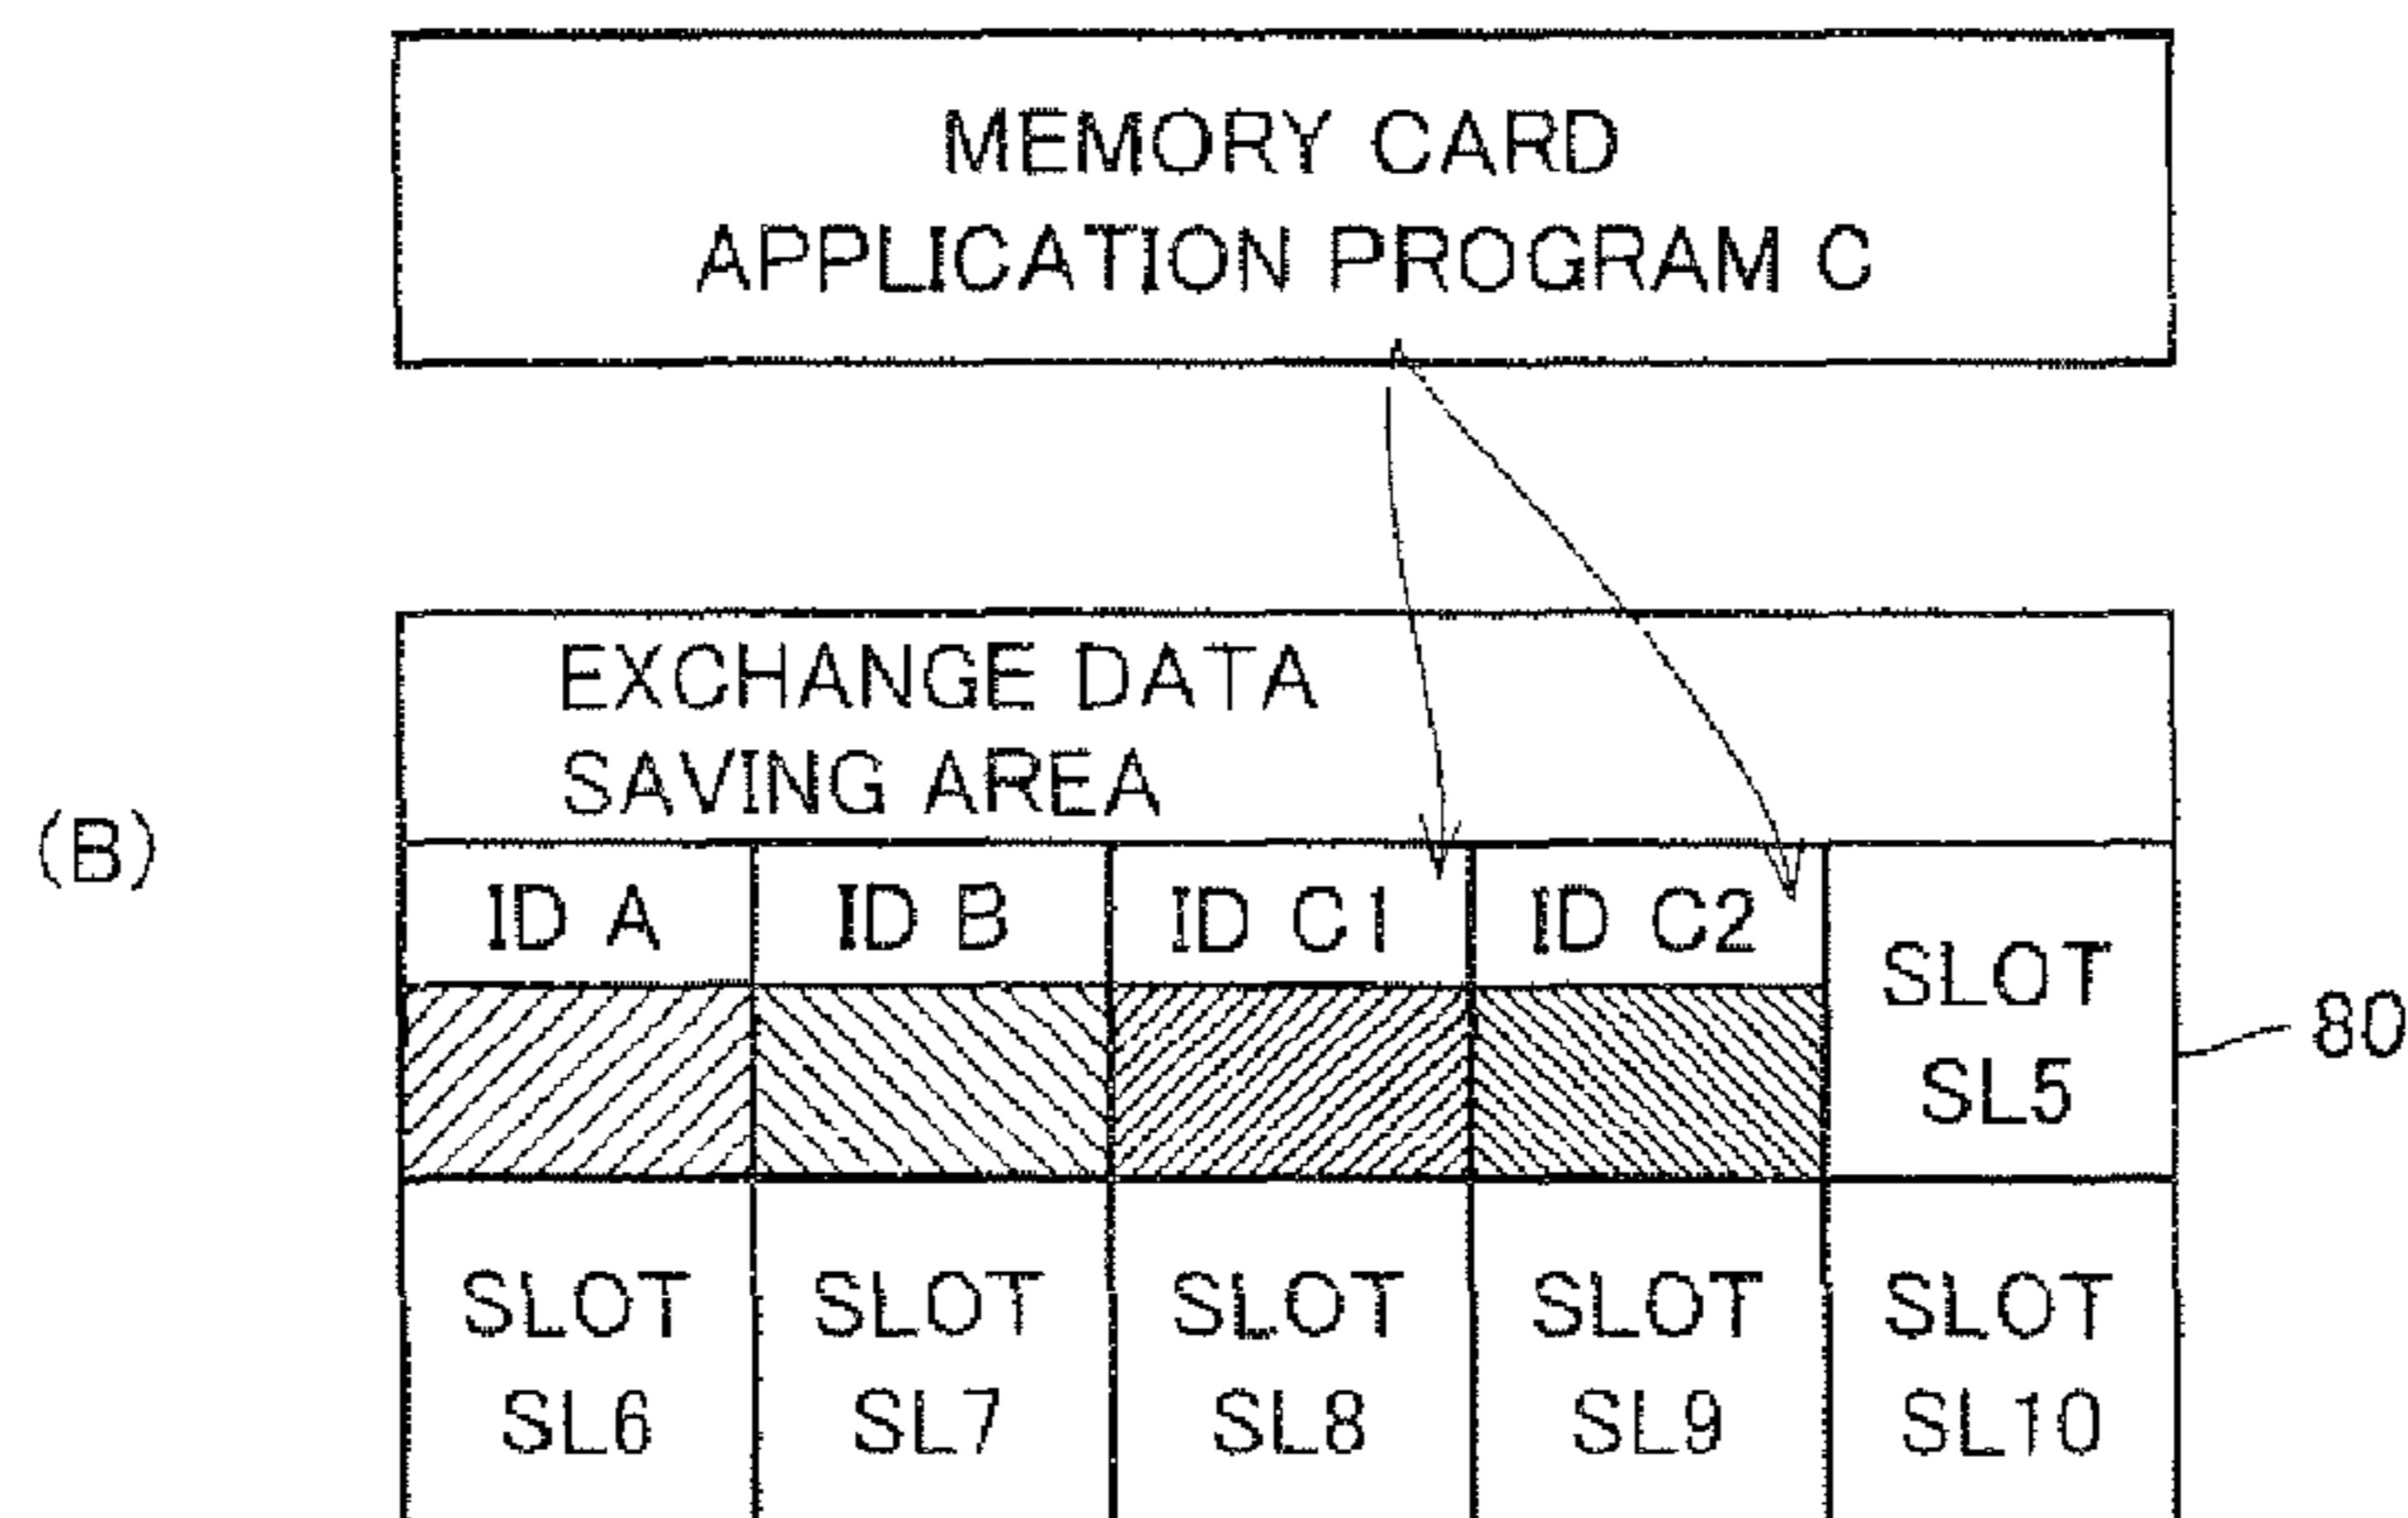 MEMORY CARD
APPLICATION PROGRAM C
(B)
EXCHANGE DATA
SAVING AREA
ID A
ID B
ID C1
ID C2
SLOT
SL5
80
SLOT
SL6
SLOT
SL7
SLOT
SL8
SLOT
SL9
SLOT
SL10